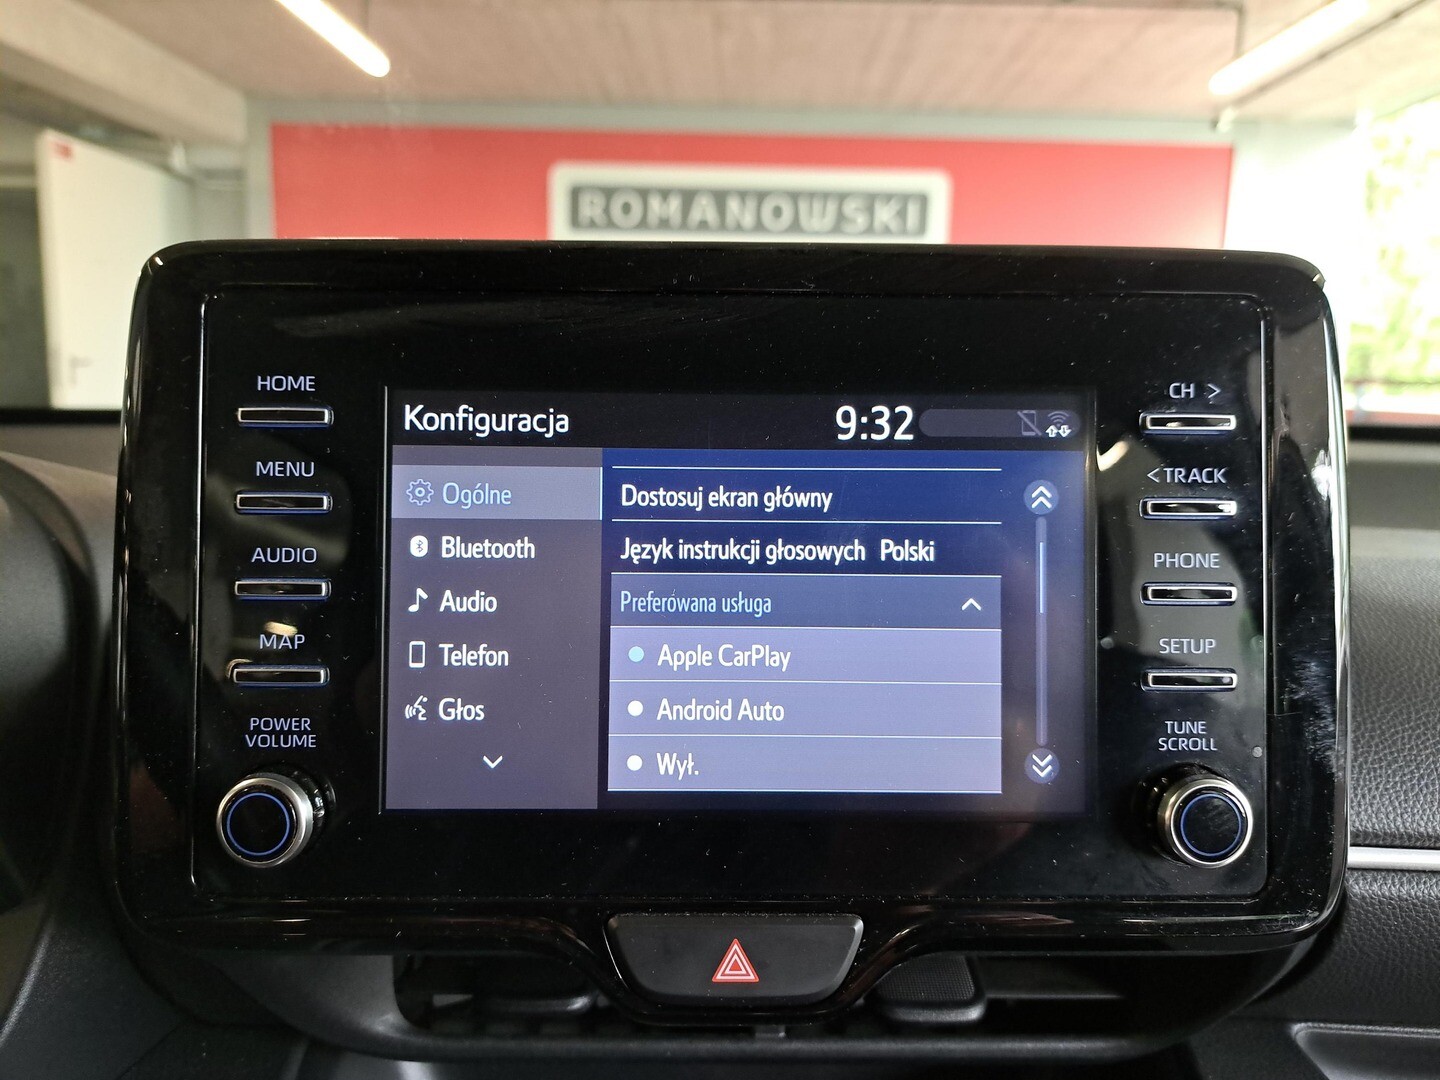 ROMANOWSKI
HOME
MENU
AUDIO
MAP
POWER
VOLUME
Konfiguracja
9:32
Ogólne
Bluetooth
Audio
Telefon
Głos
Dostosuj ekran główny
Język instrukcji głosowych Polski
Preferowana usługa
Apple CarPlay
Android Auto
Wył.
CH >
< TRACK
PHONE
SETUP
TUNE
SCROLL